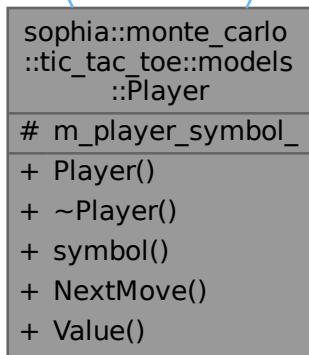 sophia::monte_carlo
::tic_tac_toe::models
::Player
# m_player_symbol_
+ Player()
+ ~Player()
+ symbol()
+ NextMove()
+ Value()